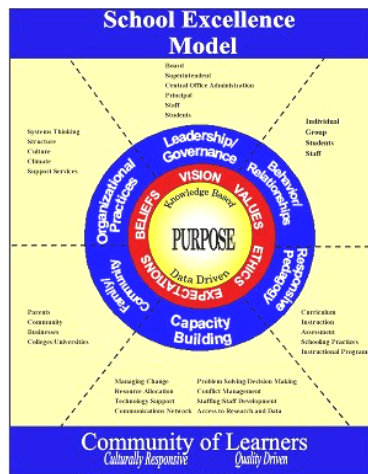 School Excellence
Model
Board
Superintendent
Central Office Administration
Principal
Staff
Students
Systems Thinking
Structure
Culture
Climate
Support Services
Individual
Group
Students
Staff
Leadership/
Governance
Organizational
Practices
Behavior/
Relationships
VISION
BELIEFS
VALUES
Knowledge Based
PURPOSE
Data Driven
EXPECTATIONS
ETHICS
Family/
Community
Responsive
Pedagogy
Capacity
Building
Parents
Community
Businesses
Colleges/Universities
Curriculum
Instruction
Assessment
Schooling Practices
Instructional Program
Managing Change
Resource Allocation
Technology Support
Communications Network
Problem Solving/Decision Making
Conflict Management
Staffing/Staff Development
Access to Research and Data
Community of Learners
Culturally Responsive Quality Driven